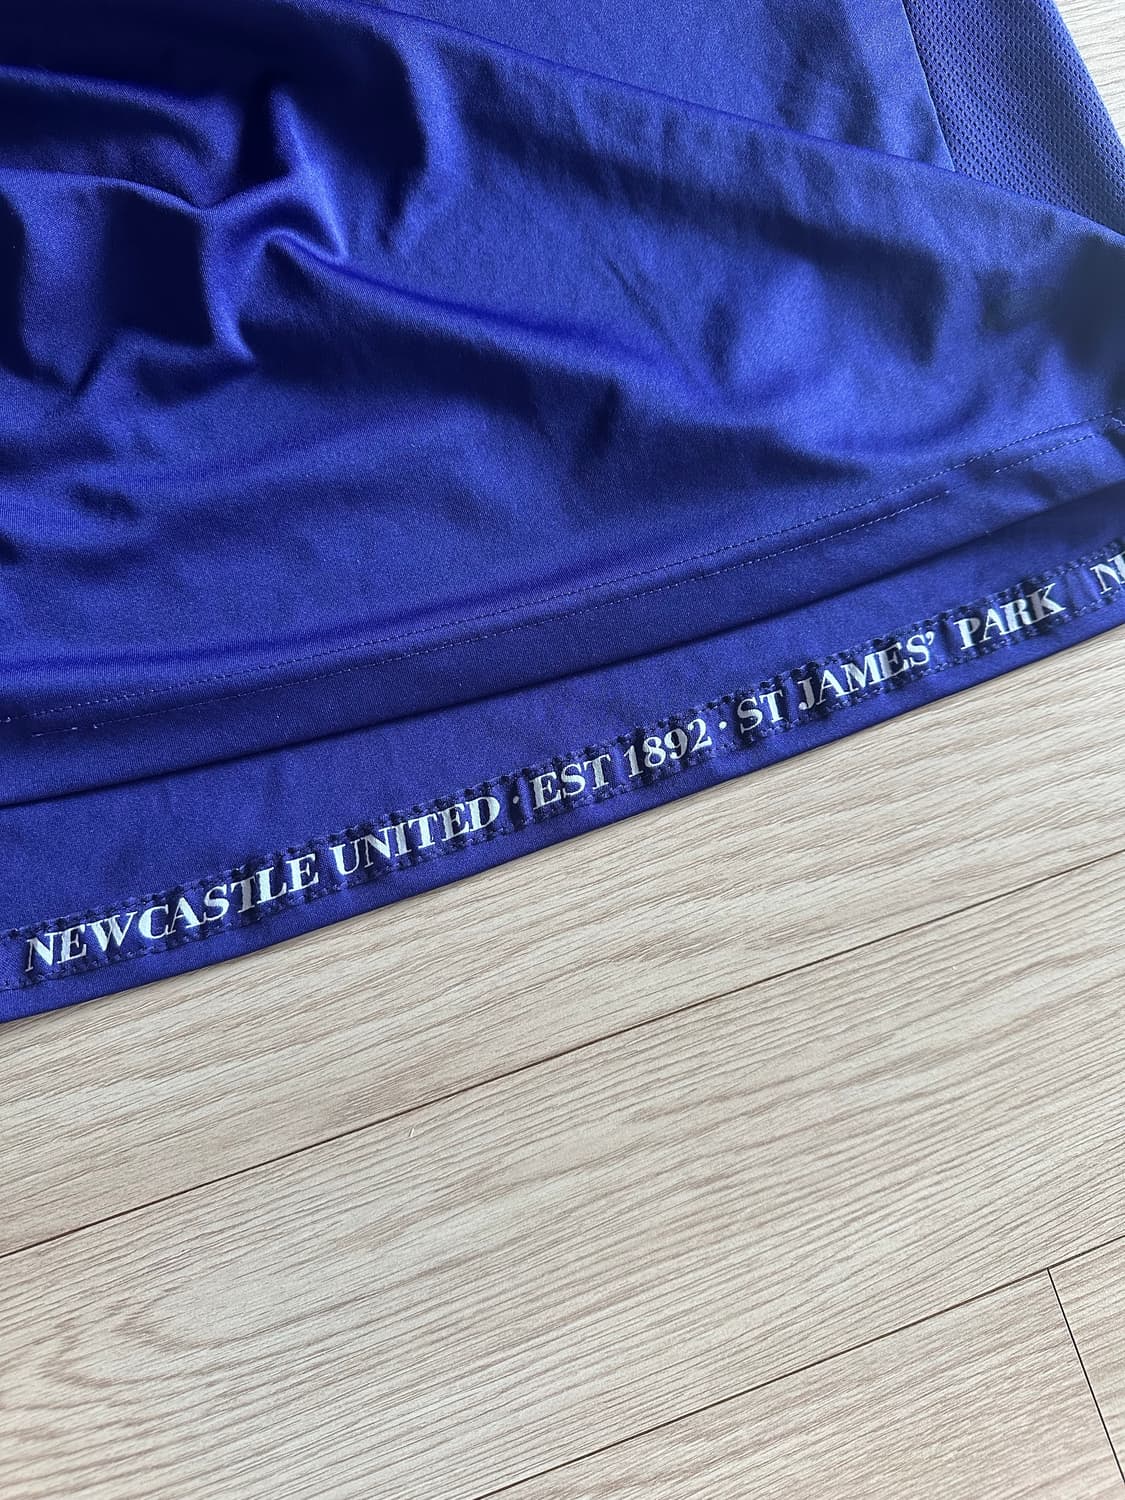 NEWCASTLE UNITED · EST 1892 · ST JAMES' PARK